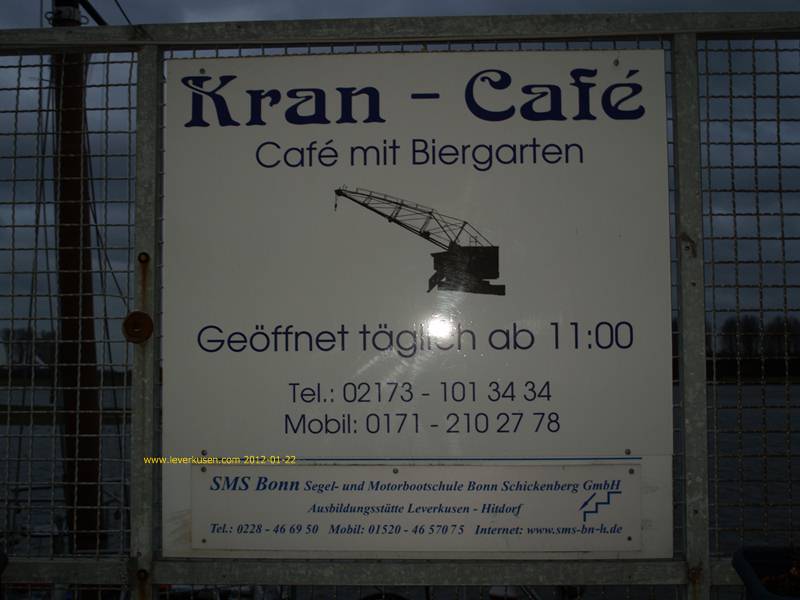 Kran - Café
Café mit Biergarten
Geöffnet täglich ab 11:00
Tel.: 02173 - 101 34 34
Mobil: 0171 - 210 27 78
www.leverkusen.com 2012-01-22
SMS Bonn Segel- und Motorbootschule Bonn Schickenberg GmbH
Ausbildungsstätte Leverkusen - Hitdorf
Tel.: 0228 - 46 69 50 Mobil: 01520 - 46 570 75 Internet: www.sms-bn-h.de